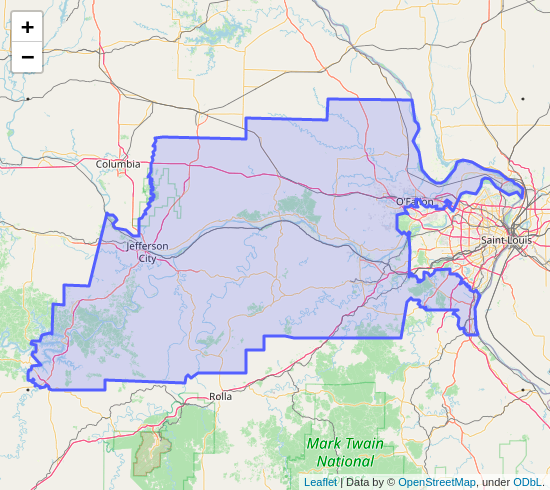 +
−
Columbia
O'Fallon
Saint Louis
Jefferson
City
Rolla
Mark Twain
National
Leaflet | Data by © OpenStreetMap, under ODbL.